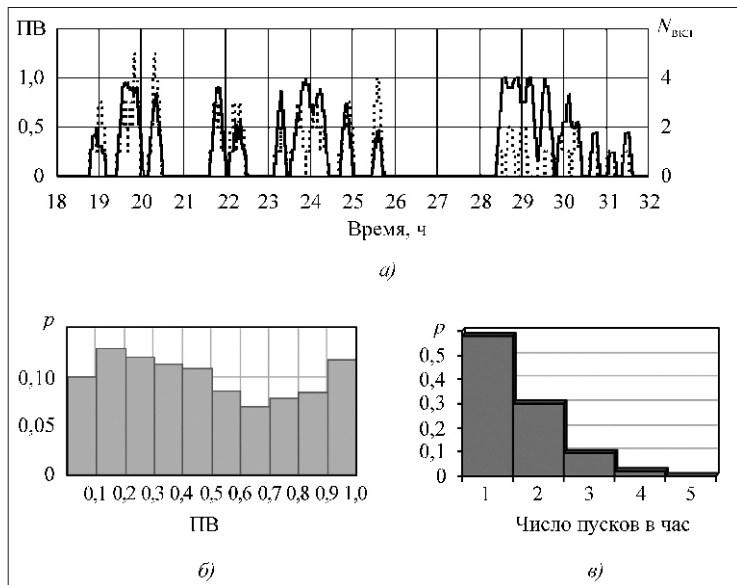 ПВ Nвкл
1,0 4
0,5 2
0 0
18 19 20 21 22 23 24 25 26 27 28 29 30 31 32
Время, ч
а)
p p
0,10
0,05
0
0,1 0,2 0,3 0,4 0,5 0,6 0,7 0,8 0,9 1,0
ПВ
б)
0,5
0,4
0,3
0,2
0,1
0
1 2 3 4 5
Число пусков в час
в)